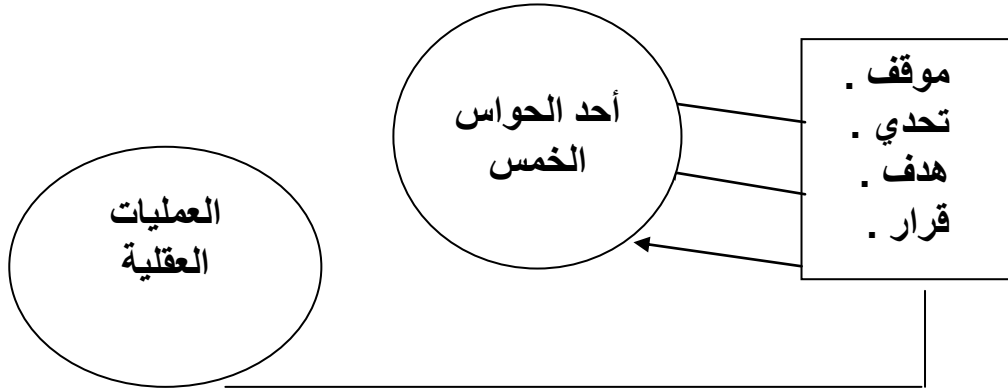 موقف .
تحدي .
هدف .
قرار .
أحد الحواس
الخمس
العمليات
العقلية